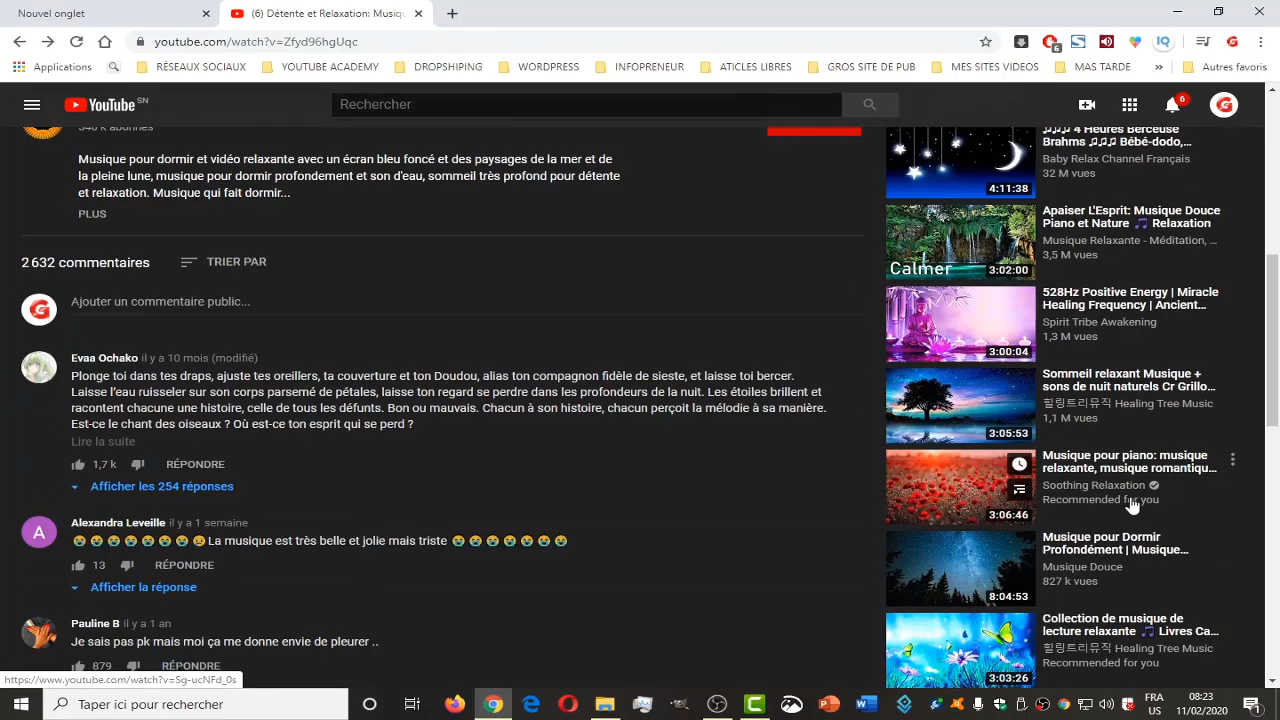 Nouvel onglet
(6) Détente et Relaxation: Musiqu
youtube.com/watch?v=Zfyd96hgUqc
6
IQ
Applications
RÉSEAUX SOCIAUX
YOUTUBE ACADEMY
DROPSHPING
WORDPRESS
INFOPRENEUR
ATICLES LIBRES
GROS SITE DE PUB
MES SITES VIDEOS
MAS TARDE
»
Autres favoris
YouTube SN
Rechercher
6
540 k abonnés
Musique pour dormir et vidéo relaxante avec un écran bleu foncé et des paysages de la mer et de
la pleine lune, musique pour dormir profondement et son d'eau, sommeil très profond pour détente
et relaxation. Musique qui fait dormir...
PLUS
2 632 commentaires
TRIER PAR
Ajouter un commentaire public...
Evaa Ochako il y a 10 mois (modifié)
Plonge toi dans tes draps, ajuste tes oreillers, ta couverture et ton Doudou, alias ton compagnon fidèle de sieste, et laisse toi bercer.
Laisse l'eau ruisseler sur son corps parsemé de pétales, laisse ton regard se perdre dans les profondeurs de la nuit. Les étoiles brillent et
racontent chacune une histoire, celle de tous les défunts. Bon ou mauvais. Chacun à son histoire, chacun perçoit la mélodie à sa manière.
Est-ce le chant des oiseaux ? Où est-ce ton esprit qui se perd ?
Lire la suite
1,7 k
RÉPONDRE
Afficher les 254 réponses
A
Alexandra Leveille il y a 1 semaine
😭😭😭😭😭😭😭😢La musique est très belle et jolie mais triste 😭😭😭😭😭😭😭
13
RÉPONDRE
Afficher la réponse
Pauline B il y a 1 an
Je sais pas pk mais moi ça me donne envie de pleurer ..
879
RÉPONDRE
4:11:38
♫♫♫ 4 Heures Berceuse
Brahms ♫♫♫ Bébé-dodo,...
Baby Relax Channel Français
32 M vues
Calmer
3:02:00
Apaiser L'Esprit: Musique Douce
Piano et Nature 🎵 Relaxation
Musique Relaxante - Méditation, ...
3,5 M vues
3:00:04
528Hz Positive Energy | Miracle
Healing Frequency | Ancient...
Spirit Tribe Awakening
1,3 M vues
3:05:53
Sommeil relaxant Musique +
sons de nuit naturels Cr Grillo...
힐링트리뮤직 Healing Tree Music
1,1 M vues
3:06:46
Musique pour piano: musique
relaxante, musique romantiqu...
Soothing Relaxation
Recommended for you
8:04:53
Musique pour Dormir
Profondément | Musique...
Musique Douce
827 k vues
3:03:26
Collection de musique de
lecture relaxante 🎵 Livres Ca...
힐링트리뮤직 Healing Tree Music
Recommended for you
https://www.youtube.com/watch?v=Sg-ucNFd_0s
Taper ici pour rechercher
FRA
US
08:23
11/02/2020
1